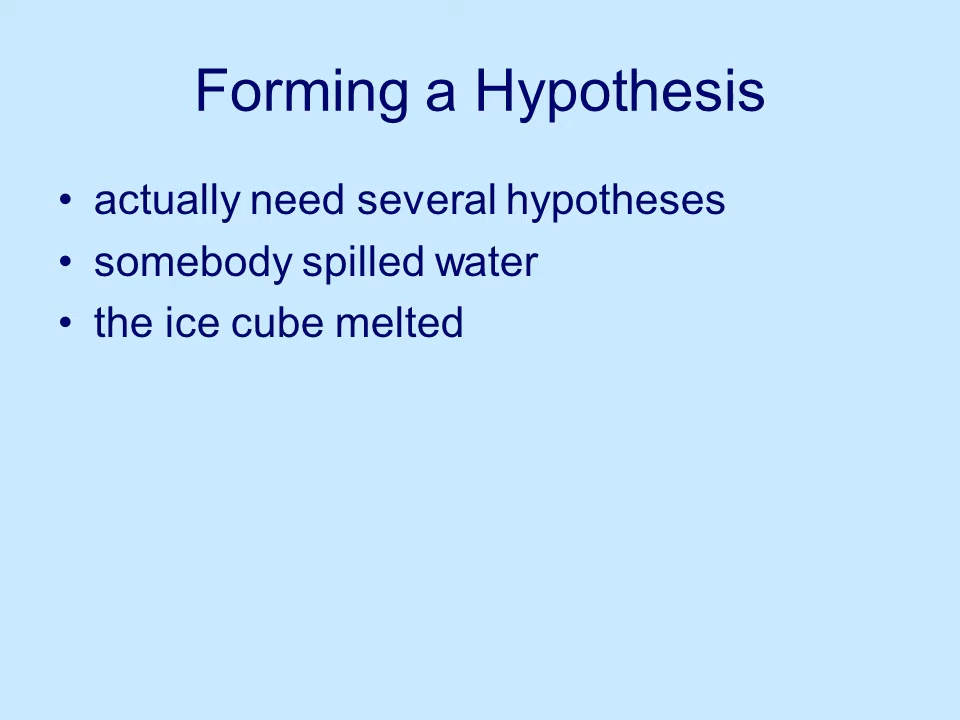 Forming a Hypothesis
• actually need several hypotheses
• somebody spilled water
• the ice cube melted